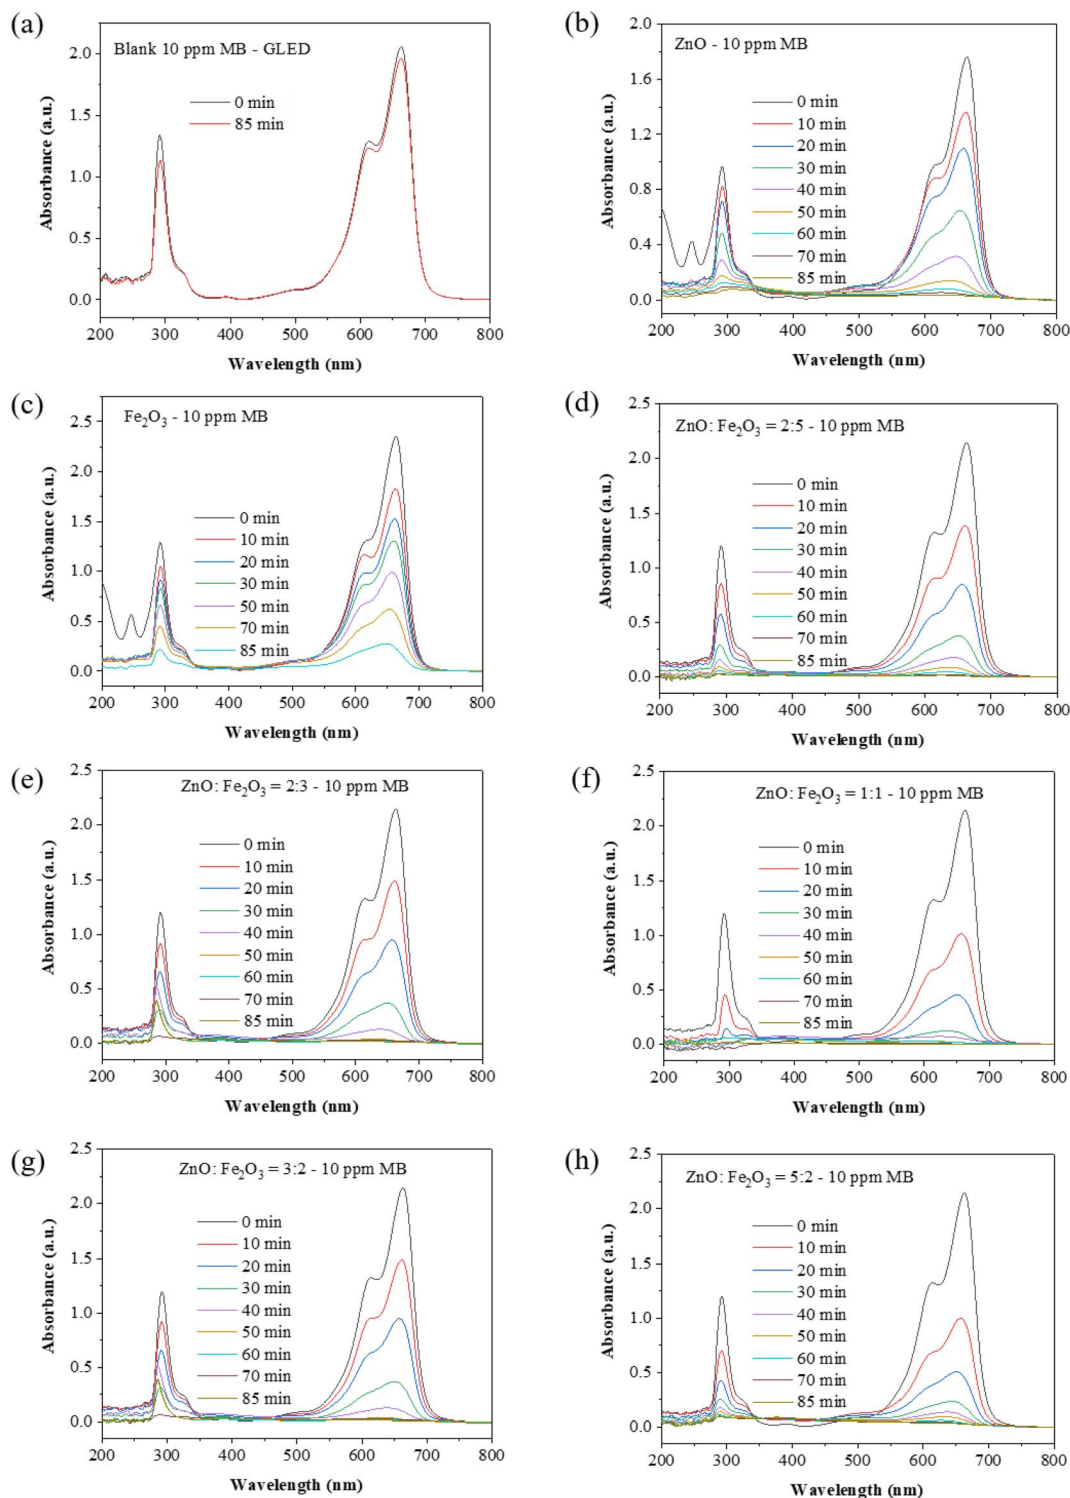 (a)
Blank 10 ppm MB - GLED
0 min
85 min
2.0
1.5
1.0
0.5
0.0
Absorbance (a.u.)
200 300 400 500 600 700 800
Wavelength (nm)
(b)
ZnO - 10 ppm MB
0 min
10 min
20 min
30 min
40 min
50 min
60 min
70 min
85 min
2.0
1.6
1.2
0.8
0.4
0.0
Absorbance (a.u.)
200 300 400 500 600 700 800
Wavelength (nm)
(c)
Fe₂O₃ - 10 ppm MB
0 min
10 min
20 min
30 min
50 min
70 min
85 min
2.5
2.0
1.5
1.0
0.5
0.0
Absorbance (a.u.)
200 300 400 500 600 700 800
Wavelength (nm)
(d)
ZnO: Fe₂O₃ = 2:5 - 10 ppm MB
0 min
10 min
20 min
30 min
40 min
50 min
60 min
70 min
85 min
2.5
2.0
1.5
1.0
0.5
0.0
Absorbance (a.u.)
200 300 400 500 600 700 800
Wavelength (nm)
(e)
ZnO: Fe₂O₃ = 2:3 - 10 ppm MB
0 min
10 min
20 min
30 min
40 min
50 min
60 min
70 min
85 min
2.5
2.0
1.5
1.0
0.5
0.0
Absorbance (a.u.)
200 300 400 500 600 700 800
Wavelength (nm)
(f)
ZnO: Fe₂O₃ = 1:1 - 10 ppm MB
0 min
10 min
20 min
30 min
40 min
50 min
60 min
70 min
85 min
2.5
2.0
1.5
1.0
0.5
0.0
Absorbance (a.u.)
200 300 400 500 600 700 800
Wavelength (nm)
(g)
ZnO: Fe₂O₃ = 3:2 - 10 ppm MB
0 min
10 min
20 min
30 min
40 min
50 min
60 min
70 min
85 min
2.5
2.0
1.5
1.0
0.5
0.0
Absorbance (a.u.)
200 300 400 500 600 700 800
Wavelength (nm)
(h)
ZnO: Fe₂O₃ = 5:2 - 10 ppm MB
0 min
10 min
20 min
30 min
40 min
50 min
60 min
70 min
85 min
2.5
2.0
1.5
1.0
0.5
0.0
Absorbance (a.u.)
200 300 400 500 600 700 800
Wavelength (nm)